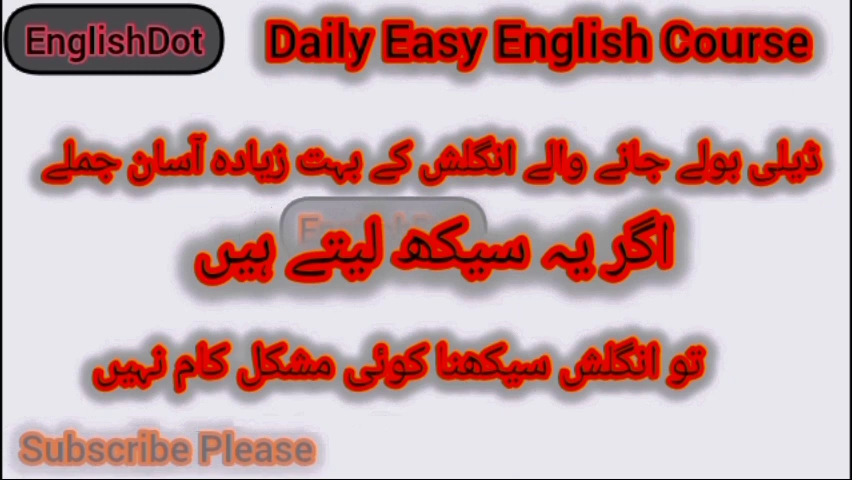 EnglishDot
Daily Easy English Course
ڈیلی بولے جانے والے انگلش کے بہت زیادہ آسان جملے
اگر یہ سیکھ لیتے ہیں
تو انگلش سیکھنا کوئی مشکل کام نہیں
Subscribe Please